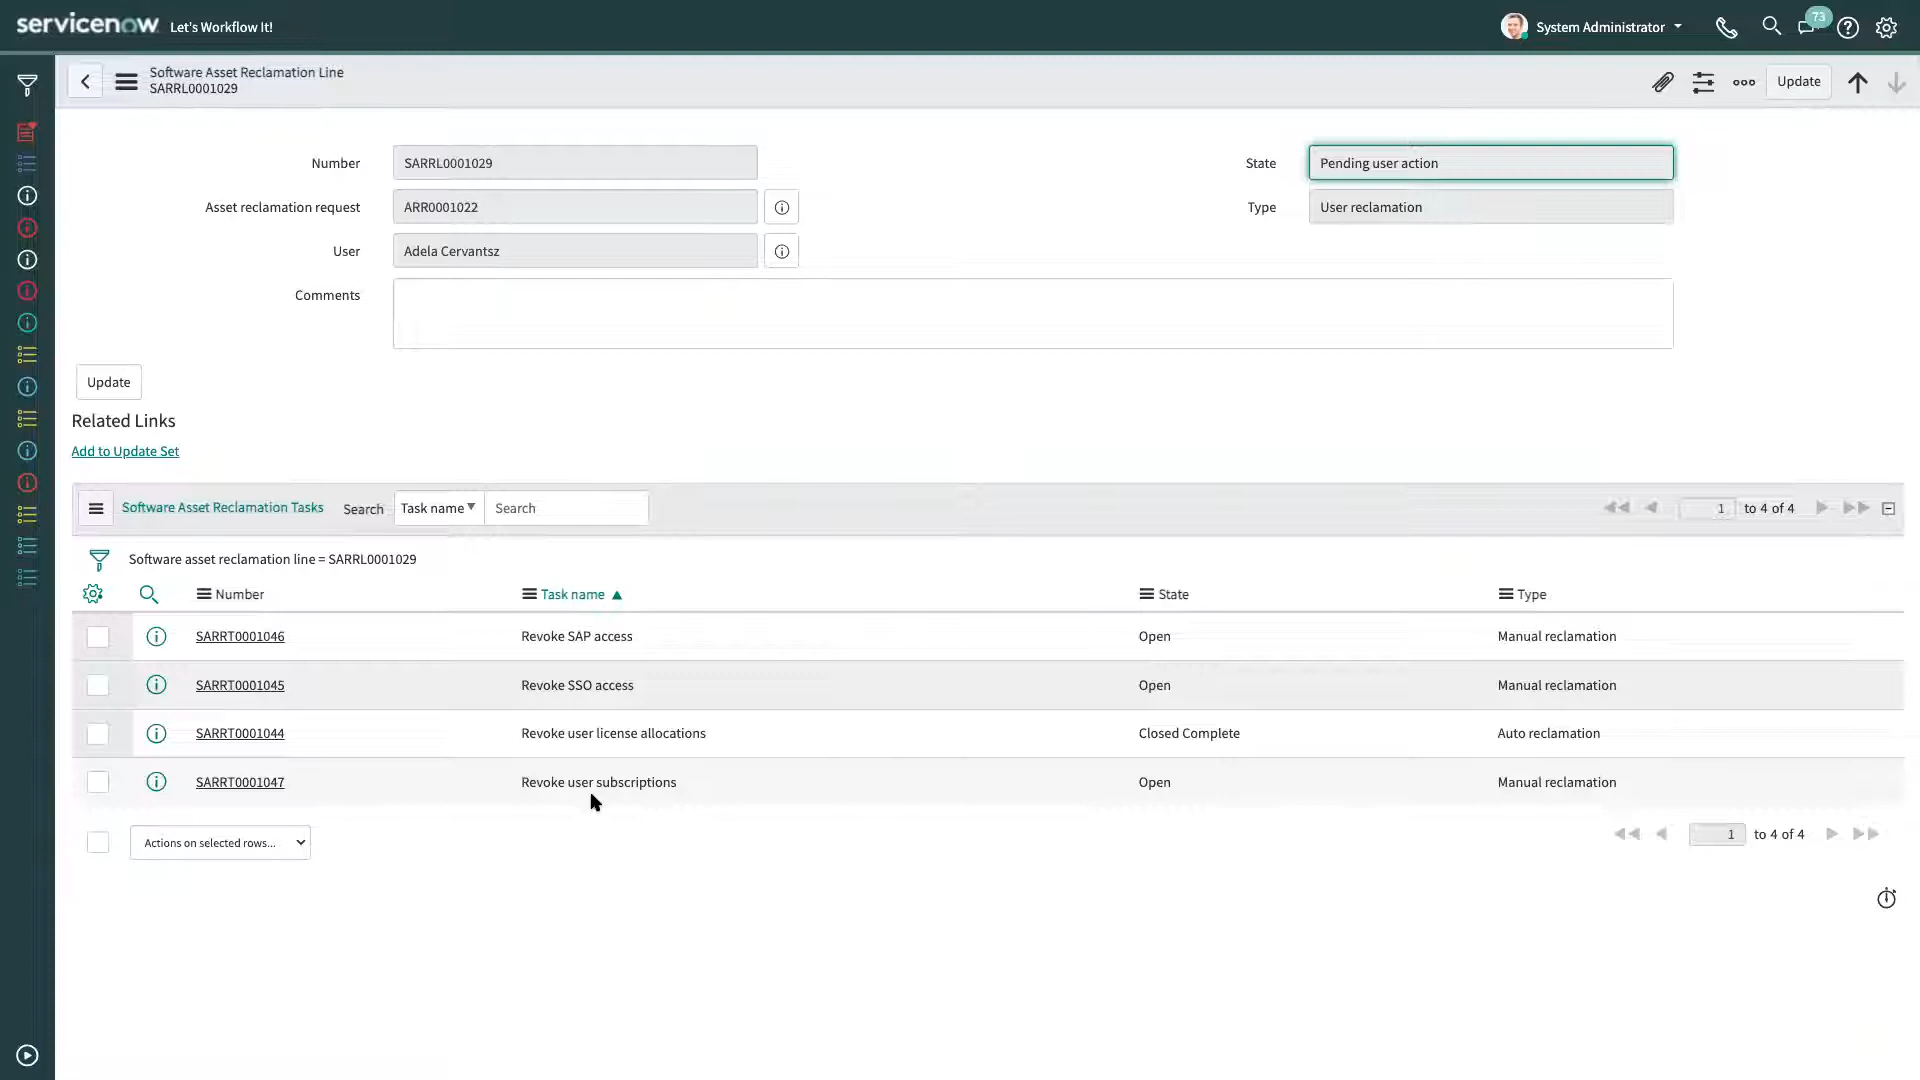 servicenow Let's Workflow It!
System Administrator
73
Software Asset Reclamation Line
SARRL0001029
Update
Number
SARRL0001029
State
Pending user action
Asset reclamation request
ARR0001022
Type
User reclamation
User
Adela Cervantsz
Comments
Update
Related Links
Add to Update Set
Software Asset Reclamation Tasks
Search
Task name
Search
1 to 4 of 4
Software asset reclamation line = SARRL0001029
Number Task name State Type
SARRT0001046 Revoke SAP access Open Manual reclamation
SARRT0001045 Revoke SSO access Open Manual reclamation
SARRT0001044 Revoke user license allocations Closed Complete Auto reclamation
SARRT0001047 Revoke user subscriptions Open Manual reclamation
Actions on selected rows...
1 to 4 of 4